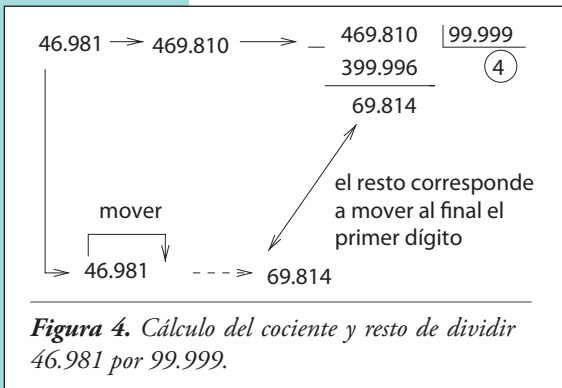 46.981 → 469.810 → – 469.810 99.999
399.996 4
69.814
el resto corresponde
a mover al final el
primer dígito
mover
46.981 69.814
Figura 4. Cálculo del cociente y resto de dividir
46.981 por 99.999.